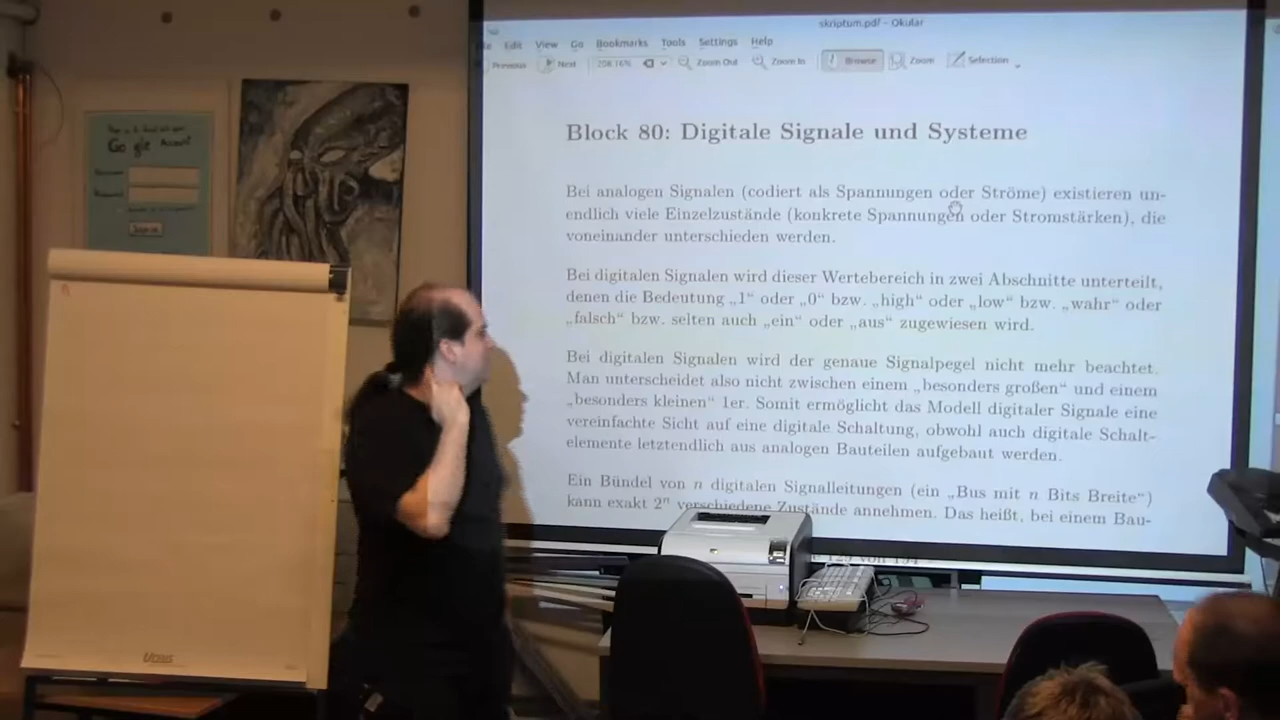 skriptum.pdf - Okular
Edit View Go Bookmarks Tools Settings Help
Previous Next 208.16% Zoom Out Zoom In Browse Zoom Selection
Block 80: Digitale Signale und Systeme
Bei analogen Signalen (codiert als Spannungen oder Ströme) existieren un-
endlich viele Einzelzustände (konkrete Spannungen oder Stromstärken), die
voneinander unterschieden werden.
Bei digitalen Signalen wird dieser Wertebereich in zwei Abschnitte unterteilt,
denen die Bedeutung „1“ oder „0“ bzw. „high“ oder „low“ bzw. „wahr“ oder
„falsch“ bzw. selten auch „ein“ oder „aus“ zugewiesen wird.
Bei digitalen Signalen wird der genaue Signalpegel nicht mehr beachtet.
Man unterscheidet also nicht zwischen einem „besonders großen“ und einem
„besonders kleinen“ 1er. Somit ermöglicht das Modell digitaler Signale eine
vereinfachte Sicht auf eine digitale Schaltung, obwohl auch digitale Schalt-
elemente letztendlich aus analogen Bauteilen aufgebaut werden.
Ein Bündel von n digitalen Signalleitungen (ein „Bus mit n Bits Breite“)
kann exakt 2ⁿ verschiedene Zustände annehmen. Das heißt, bei einem Bau-
Go gle Account
Sign in